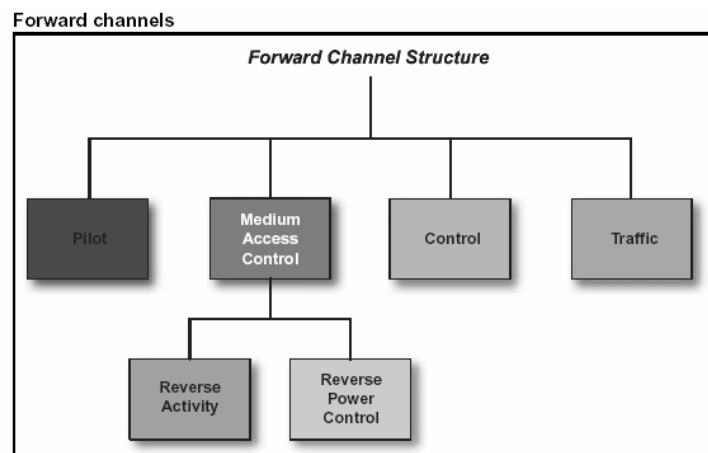 Forward channels
Forward Channel Structure
Pilot
Medium
Access
Control
Control
Traffic
Reverse
Activity
Reverse
Power
Control